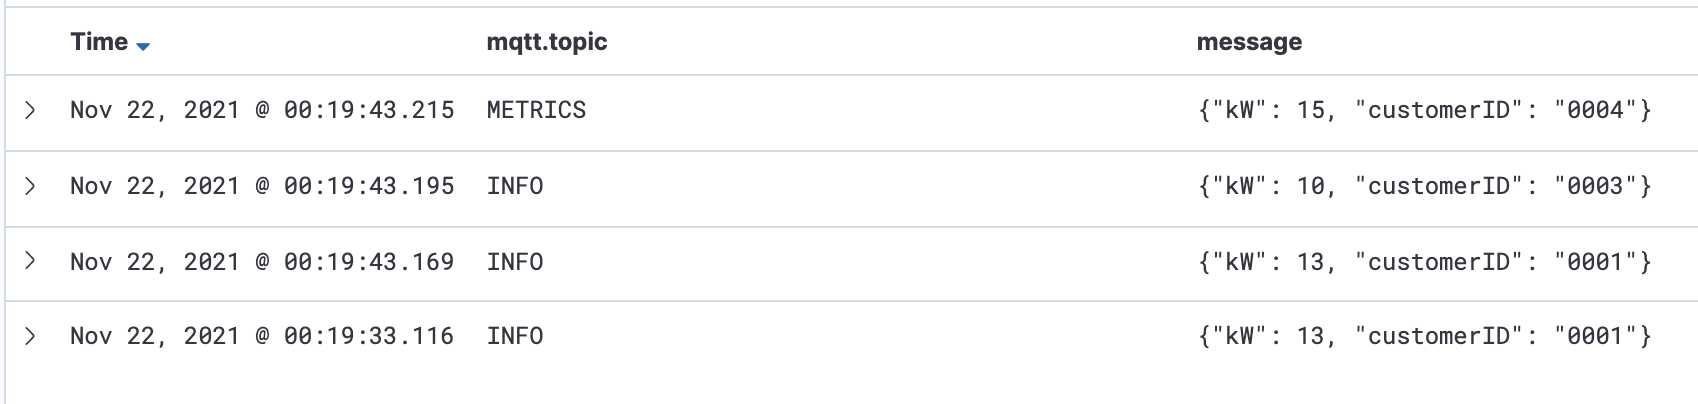 Time mqtt.topic message
Nov 22, 2021 @ 00:19:43.215 METRICS {"kW": 15, "customerID": "0004"}
Nov 22, 2021 @ 00:19:43.195 INFO {"kW": 10, "customerID": "0003"}
Nov 22, 2021 @ 00:19:43.169 INFO {"kW": 13, "customerID": "0001"}
Nov 22, 2021 @ 00:19:33.116 INFO {"kW": 13, "customerID": "0001"}